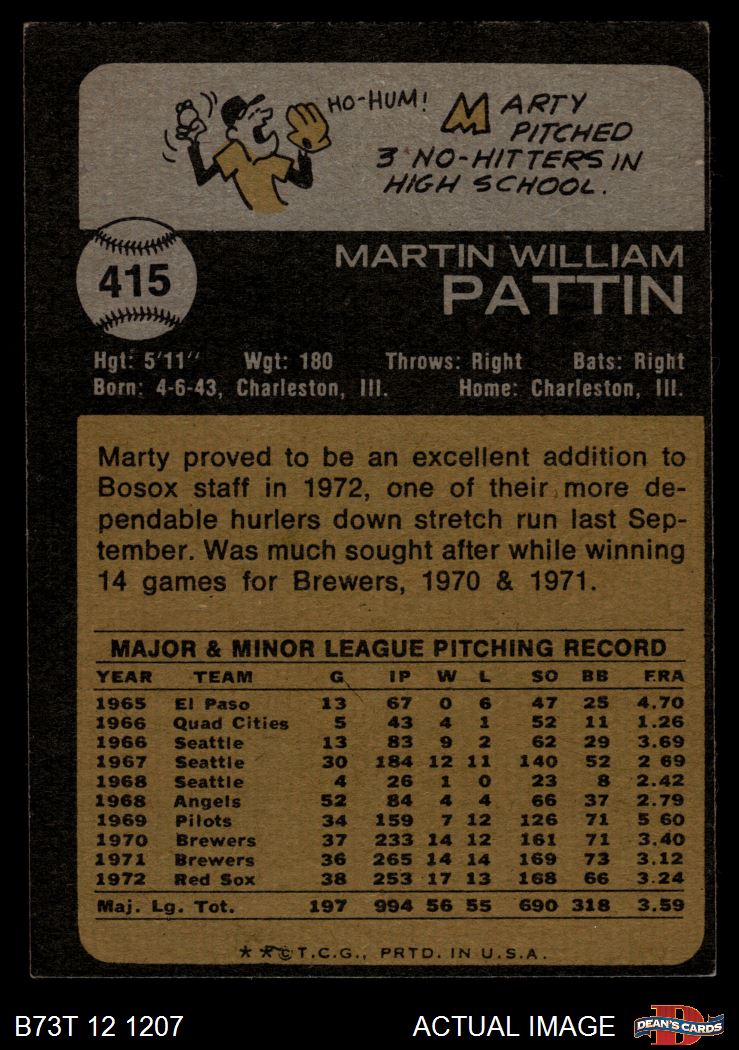 HO-HUM! MARTY
PITCHED
3 NO-HITTERS IN
HIGH SCHOOL.
415
MARTIN WILLIAM
PATTIN
Hgt: 5'11" Wgt: 180 Throws: Right Bats: Right
Born: 4-6-43, Charleston, Ill. Home: Charleston, Ill.
Marty proved to be an excellent addition to
Bosox staff in 1972, one of their more de-
pendable hurlers down stretch run last Sep-
tember. Was much sought after while winning
14 games for Brewers, 1970 & 1971.
MAJOR & MINOR LEAGUE PITCHING RECORD
YEAR TEAM G IP W L SO BB ERA
1965 El Paso 13 67 0 6 47 25 4.70
1966 Quad Cities 5 43 4 1 52 11 1.26
1966 Seattle 13 83 9 2 62 29 3.69
1967 Seattle 30 184 12 11 140 52 2 69
1968 Seattle 4 26 1 0 23 8 2.42
1968 Angels 52 84 4 4 66 37 2.79
1969 Pilots 34 159 7 12 126 71 5 60
1970 Brewers 37 233 14 12 161 71 3.40
1971 Brewers 36 265 14 14 169 73 3.12
1972 Red Sox 38 253 17 13 168 66 3.24
Maj. Lg. Tot. 197 994 56 55 690 318 3.59
* * © T.C.G., PRTD. IN U.S.A.
B73T 12 1207 ACTUAL IMAGE D DEAN'S CARDS